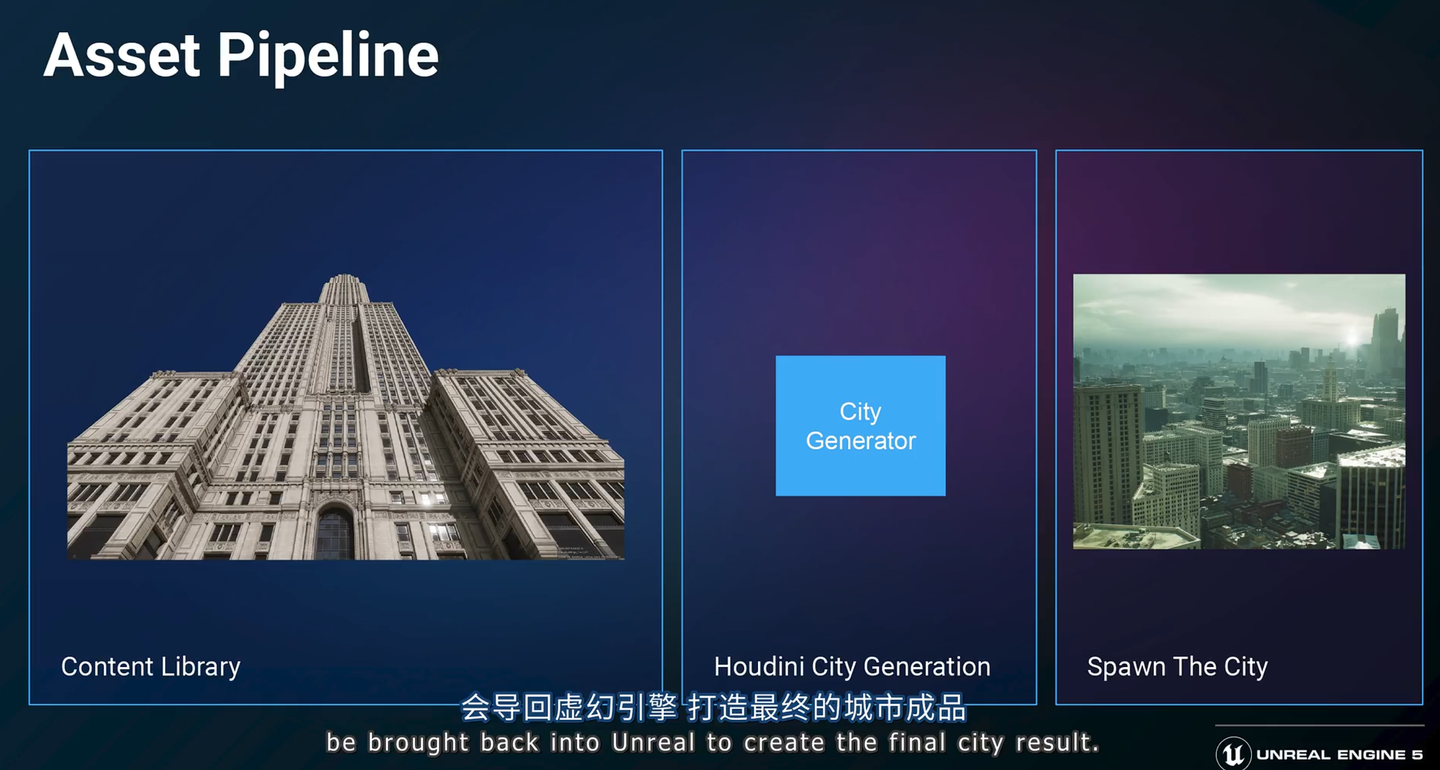 Asset Pipeline
City
Generator
Content Library
Houdini City Generation
Spawn The City
会导回虚幻引擎 打造最终的城市成品
be brought back into Unreal to create the final city result.
UNREAL ENGINE 5